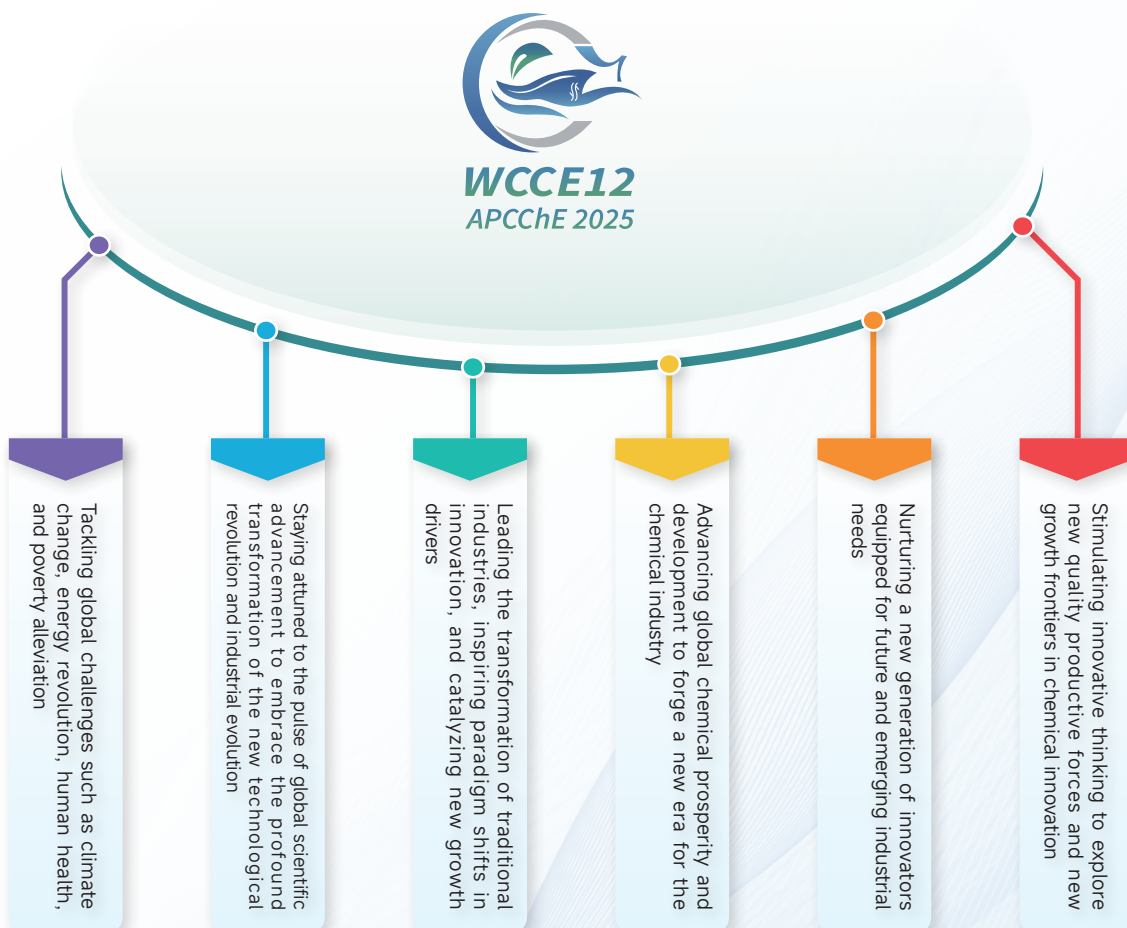 WCCE12
APCChE 2025
Tackling global challenges such as climate
change, energy revolution, human health,
and poverty alleviation
Staying attuned to the pulse of global scientific
advancement to embrace the profound
transformation of the new technological
revolution and industrial evolution
Leading the transformation of traditional
industries, inspiring paradigm shifts in
innovation, and catalyzing new growth
drivers
Advancing global chemical prosperity and
development to forge a new era for the
chemical industry
Nurturing a new generation of innovators
equipped for future and emerging industrial
needs
Stimulating innovative thinking to explore
new quality productive forces and new
growth frontiers in chemical innovation